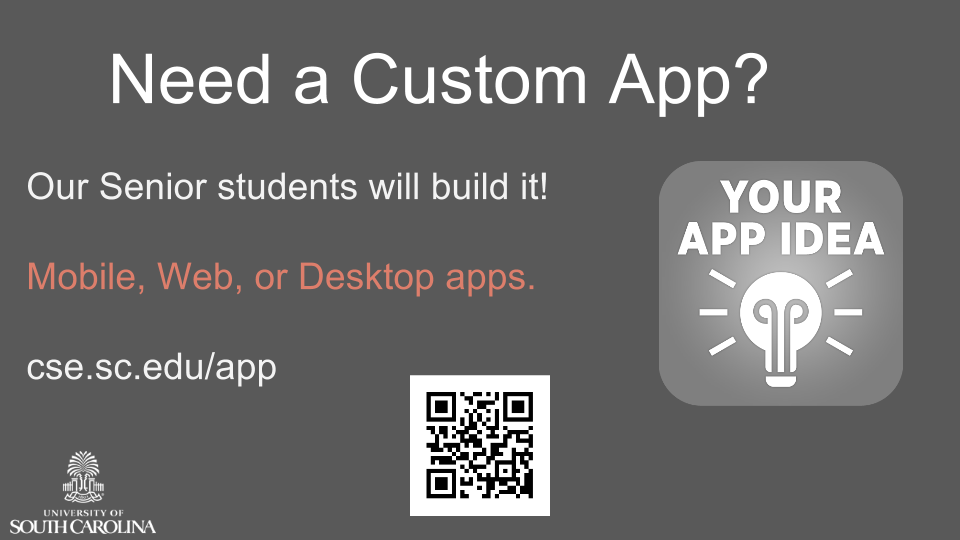 Need a Custom App?
Our Senior students will build it!
Mobile, Web, or Desktop apps.
cse.sc.edu/app
YOUR
APP IDEA
UNIVERSITY OF
SOUTH CAROLINA